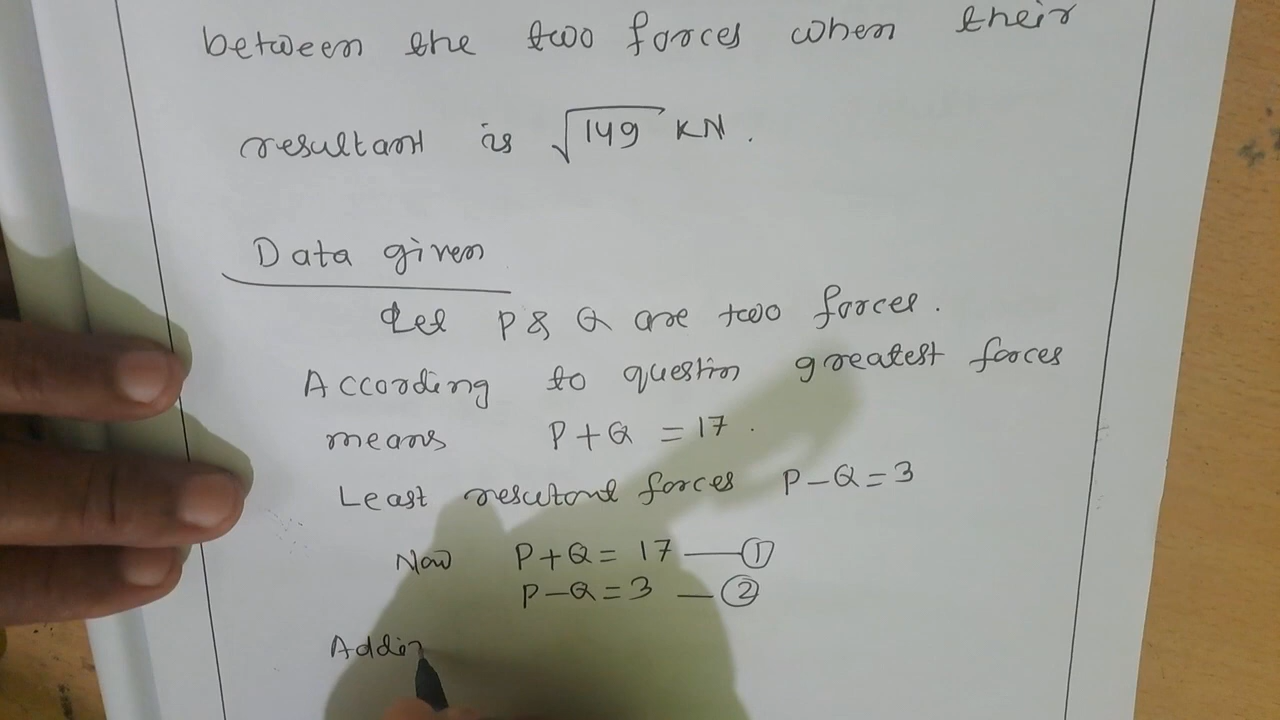 between the two forces when their
resultant is √149 KN.
Data given
Let P & Q are two forces.
According to question greatest forces
means P+Q = 17.
Least resultant forces P-Q=3
Now P+Q = 17 —①
P-Q=3 —②
Addin